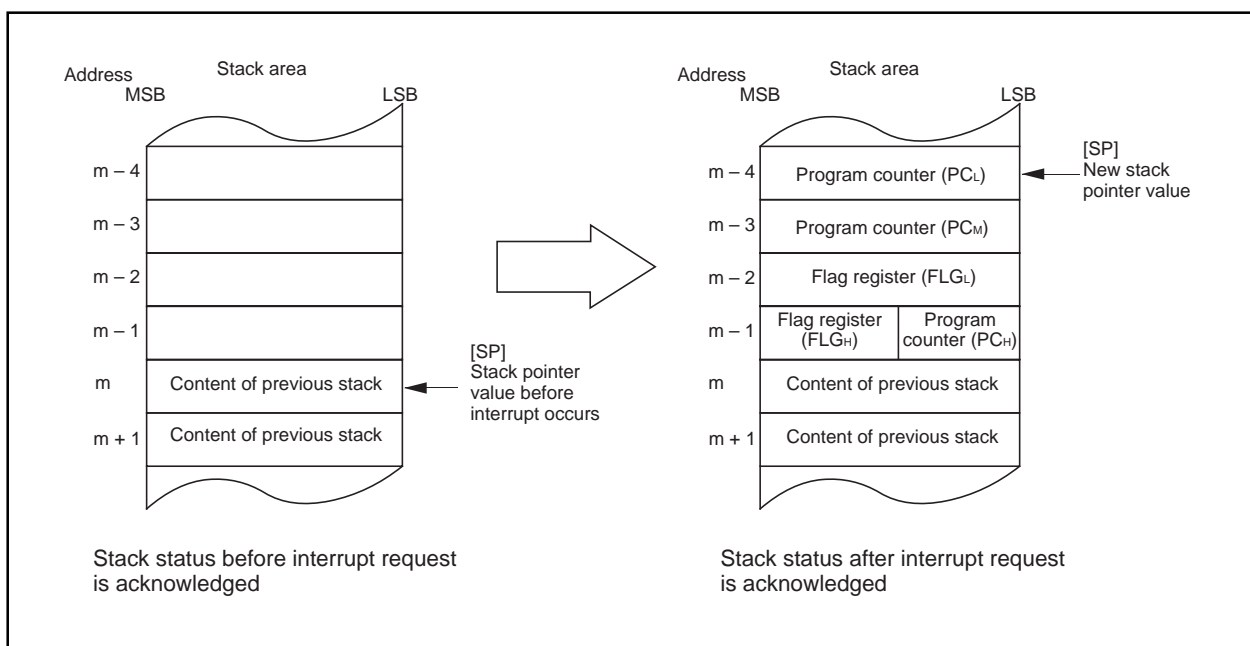 Address
Stack area
MSB
LSB
m – 4
m – 3
m – 2
m – 1
m
Content of previous stack
m + 1
Content of previous stack
[SP]
Stack pointer
value before
interrupt occurs
Stack status before interrupt request
is acknowledged
Address
Stack area
MSB
LSB
m – 4
Program counter (PCL)
[SP]
New stack
pointer value
m – 3
Program counter (PCM)
m – 2
Flag register (FLGL)
m – 1
Flag register
(FLGH)
Program
counter (PCH)
m
Content of previous stack
m + 1
Content of previous stack
Stack status after interrupt request
is acknowledged